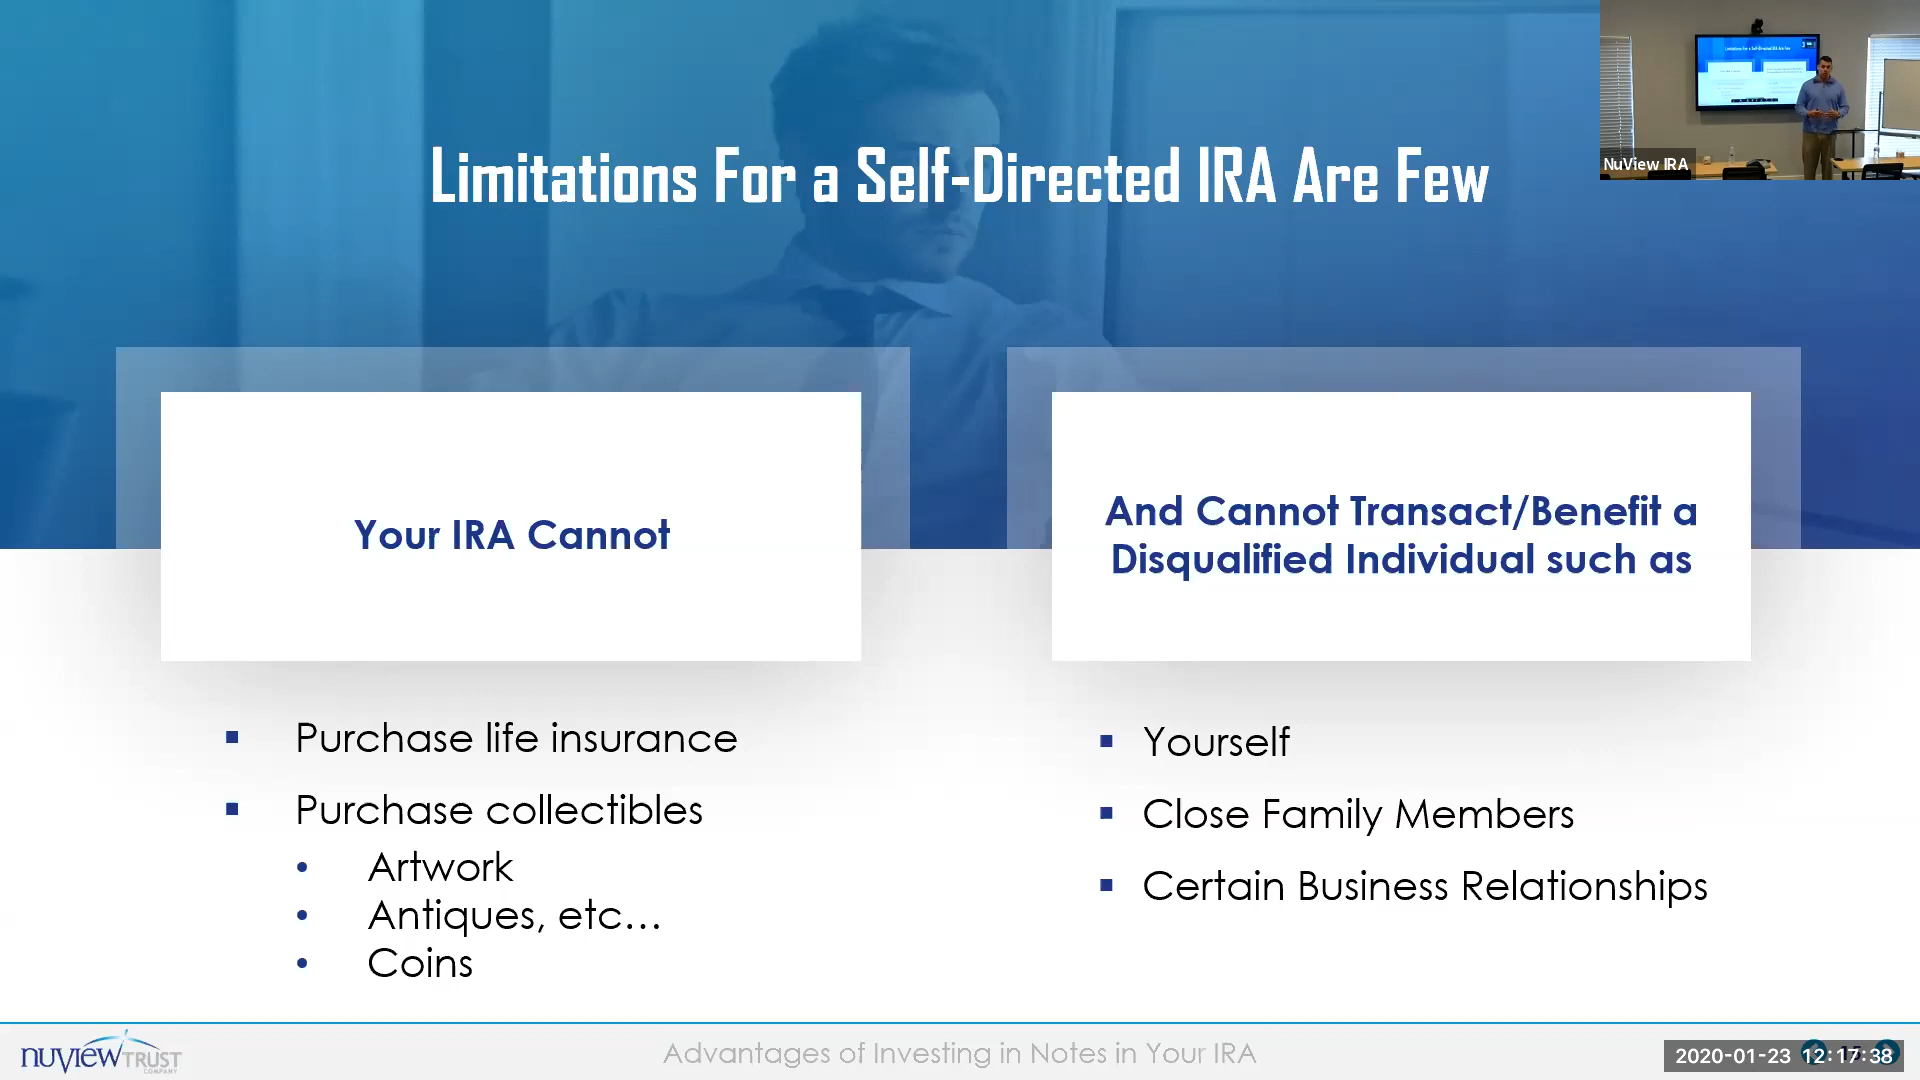 Limitations For a Self-Directed IRA Are Few
NuView IRA
Your IRA Cannot
And Cannot Transact/Benefit a
Disqualified Individual such as
Purchase life insurance
Purchase collectibles
Artwork
Antiques, etc...
Coins
Yourself
Close Family Members
Certain Business Relationships
nuVIEW TRUST
COMPANY
Advantages of Investing in Notes in Your IRA
2020-01-23 12:17:38